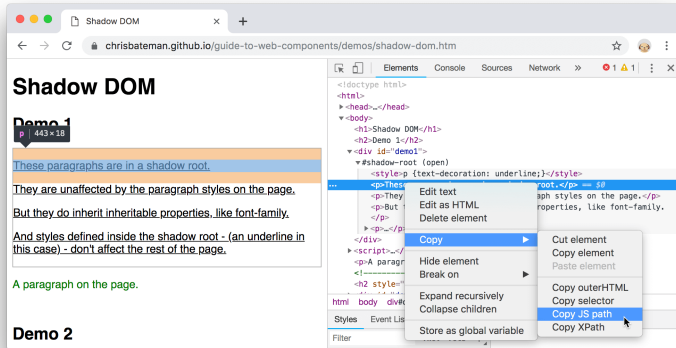 Shadow DOM
chrisbateman.github.io/guide-to-web-components/demos/shadow-dom.htm
Shadow DOM
Demo 1
p 443 × 18
These paragraphs are in a shadow root.
They are unaffected by the paragraph styles on the page.
But they do inherit inheritable properties, like font-family.
And styles defined inside the shadow root - (an underline in
this case) - don't affect the rest of the page.
A paragraph on the page.
Demo 2
Elements Console Sources Network » 1 1
<!doctype html>
<html>
<head>…</head>
<body>
<h1>Shadow DOM</h1>
<h2>Demo 1</h2>
<div id="demo1">
#shadow-root (open)
<style>p {text-decoration: underline;}</style>
… <p>These root.</p> == $0
<p>They aph styles on the page.</p>
<p>But t operties, like font-family.
</p>
<p>…</p>
</div>
<script>…
<p>A paragr
<h2 style="
html body
Styles Event Lis
Filter
Edit text
Edit as HTML
Delete element
Copy
Hide element
Break on
Expand recursively
Collapse children
Store as global variable
Cut element
Copy element
Paste element
Copy outerHTML
Copy selector
Copy JS path
Copy XPath